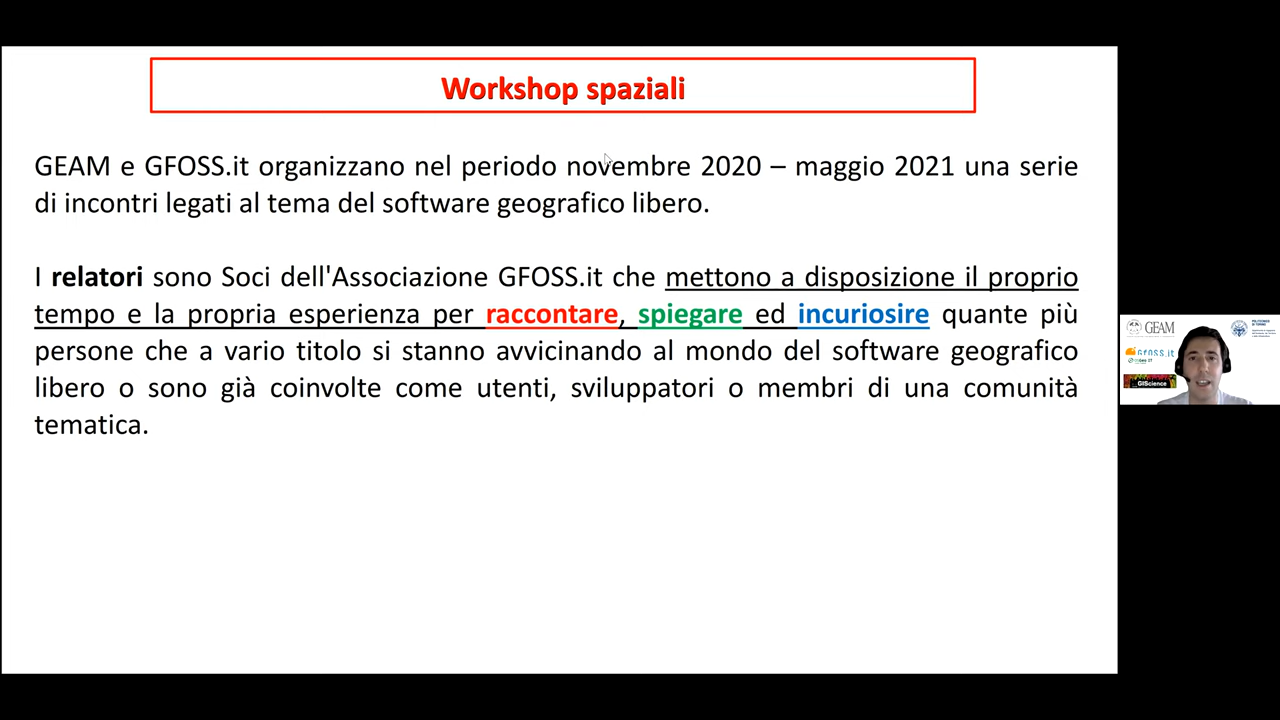 Workshop spaziali
GEAM e GFOSS.it organizzano nel periodo novembre 2020 – maggio 2021 una serie
di incontri legati al tema del software geografico libero.
I relatori sono Soci dell'Associazione GFOSS.it che mettono a disposizione il proprio
tempo e la propria esperienza per raccontare, spiegare ed incuriosire quante più
persone che a vario titolo si stanno avvicinando al mondo del software geografico
libero o sono già coinvolte come utenti, sviluppatori o membri di una comunità
tematica.
GEAM
POLITECNICO
DI TORINO
GFOSS.it
GIScience